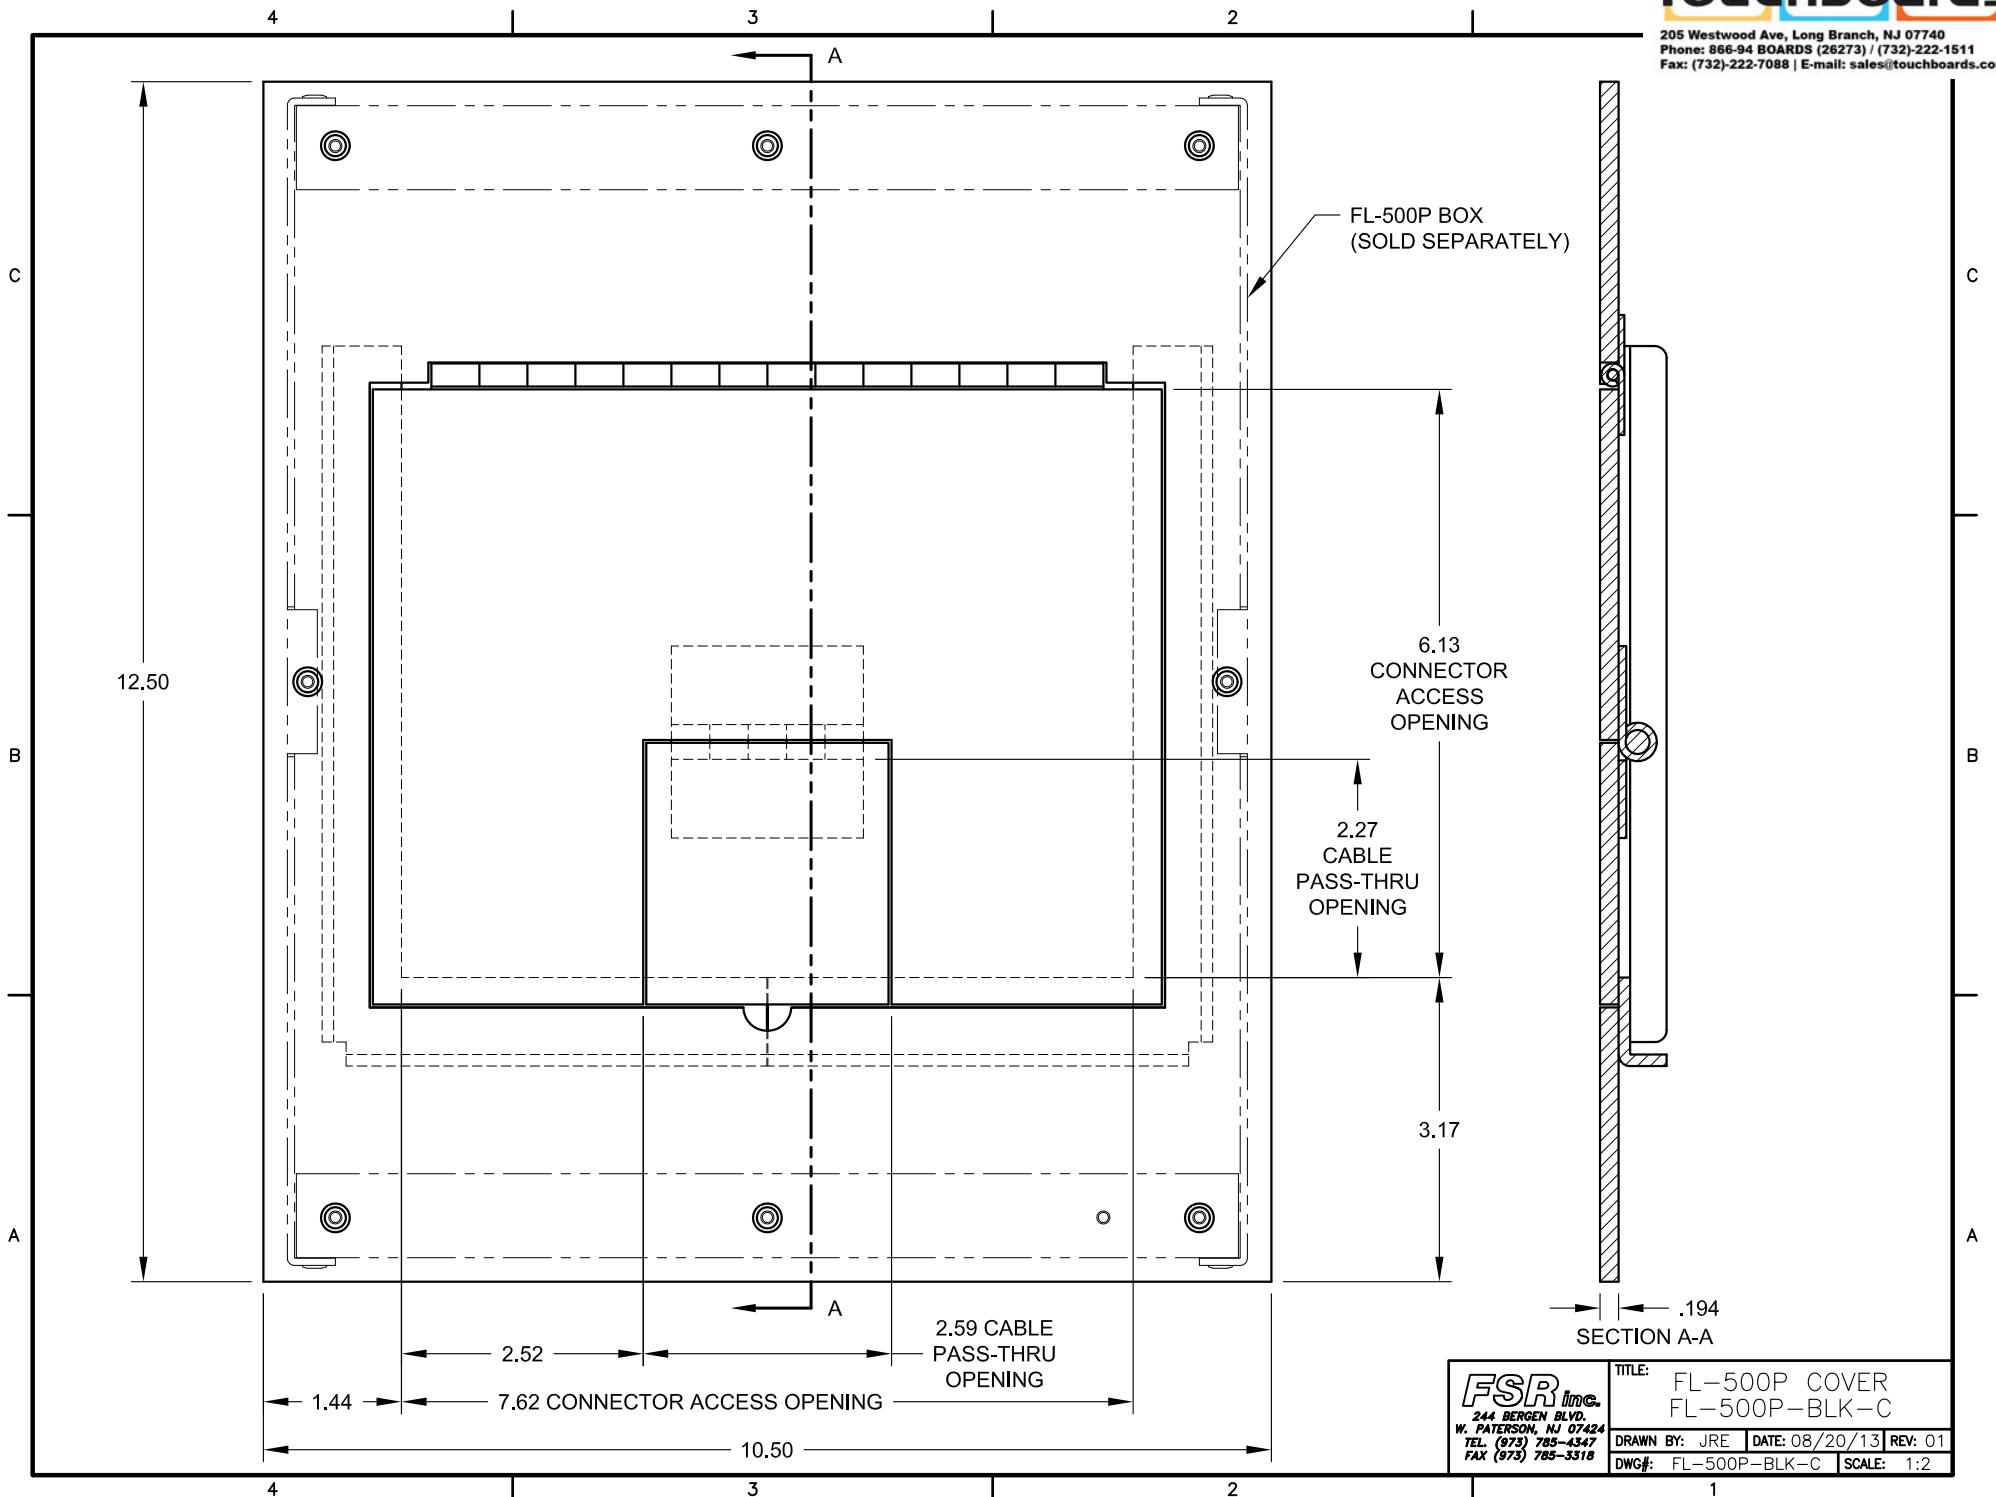 4
3
2
205 Westwood Ave, Long Branch, NJ 07740
Phone: 866-94 BOARDS (26273) / (732)-222-1511
Fax: (732)-222-7088 | E-mail:
A
C
C
FL-500P BOX
(SOLD SEPARATELY)
12.50
6.13
CONNECTOR
ACCESS
OPENING
B
B
2.27
CABLE
PASS-THRU
OPENING
3.17
A
A
A
.194
SECTION A-A
2.52
2.59 CABLE
PASS-THRU
OPENING
1.44
7.62 CONNECTOR ACCESS OPENING
10.50
FSR inc.
244 BERGEN BLVD.
W. PATERSON, NJ 07424
TEL. (973) 785-4347
FAX (973) 785-3318
TITLE:
FL-500P COVER
FL-500P-BLK-C
DRAWN BY: JRE
DATE: 08/20/13
REV: 01
DWG#: FL-500P-BLK-C
SCALE: 1:2
4
3
2
1